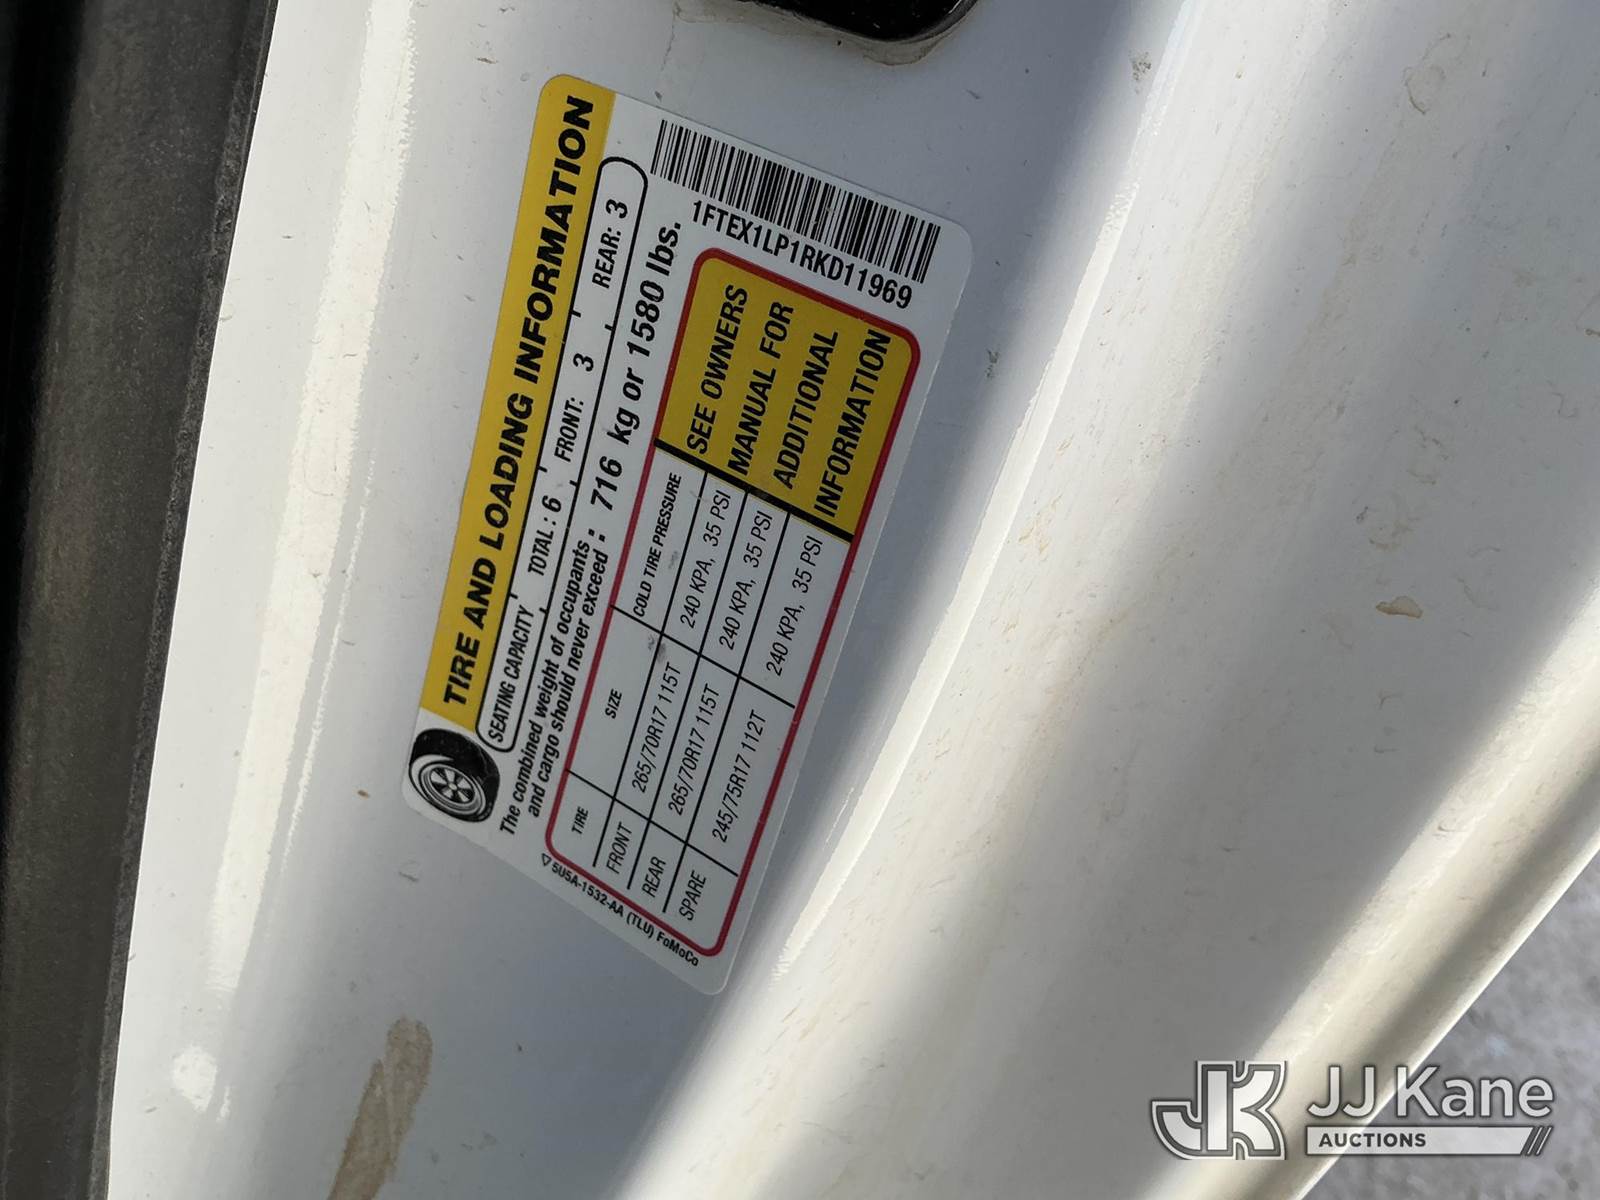 TIRE AND LOADING INFORMATION
SEATING CAPACITY TOTAL: 6 FRONT: 3 REAR: 3
The combined weight of occupants and cargo should never exceed: 716 kg or 1580 lbs.
TIRE SIZE COLD TIRE PRESSURE
FRONT 265/70R17 115T 240 KPA, 35 PSI
REAR 265/70R17 115T 240 KPA, 35 PSI
SPARE 245/75R17 112T 240 KPA, 35 PSI
SEE OWNERS
MANUAL FOR
ADDITIONAL
INFORMATION
1FTEX1LP1RKD11969
5U5A-1532-AA (TLU) FoMoCo
JJ Kane
AUCTIONS